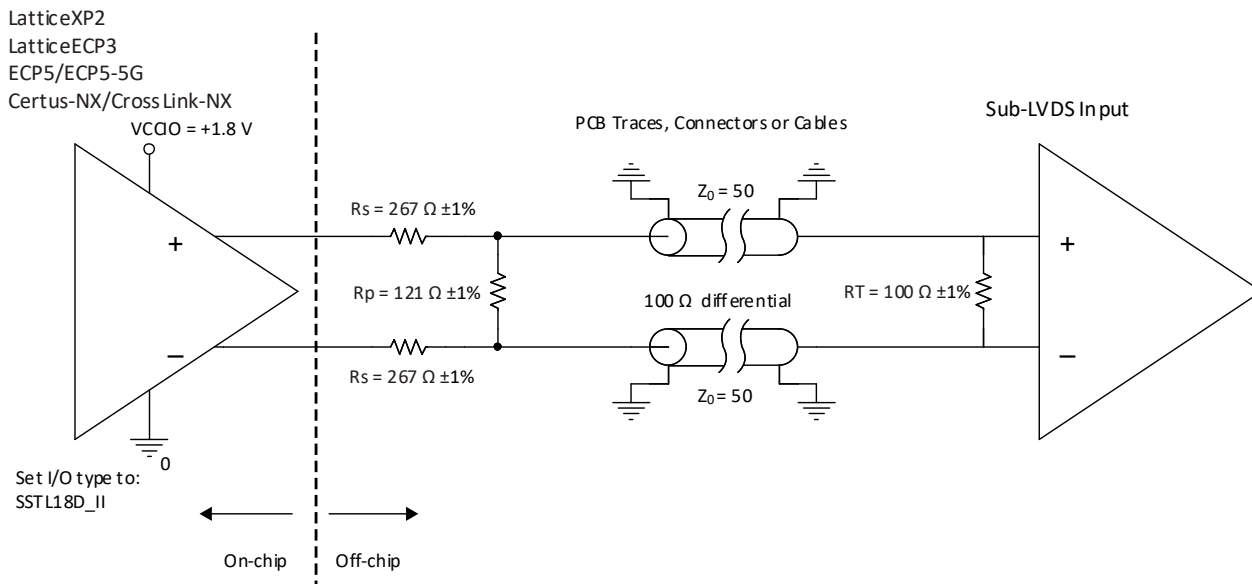 LatticeXP2
LatticeECP3
ECP5/ECP5-5G
Certus-NX/CrossLink-NX
VCCIO = +1.8 V
PCB Traces, Connectors or Cables
Sub-LVDS Input
Z₀ = 50
Rs = 267 Ω ±1%
+
+
Rp = 121 Ω ±1%
100 Ω differential
RT = 100 Ω ±1%
−
−
Rs = 267 Ω ±1%
Z₀ = 50
0
Set I/O type to:
SSTL18D_II
On-chip
Off-chip